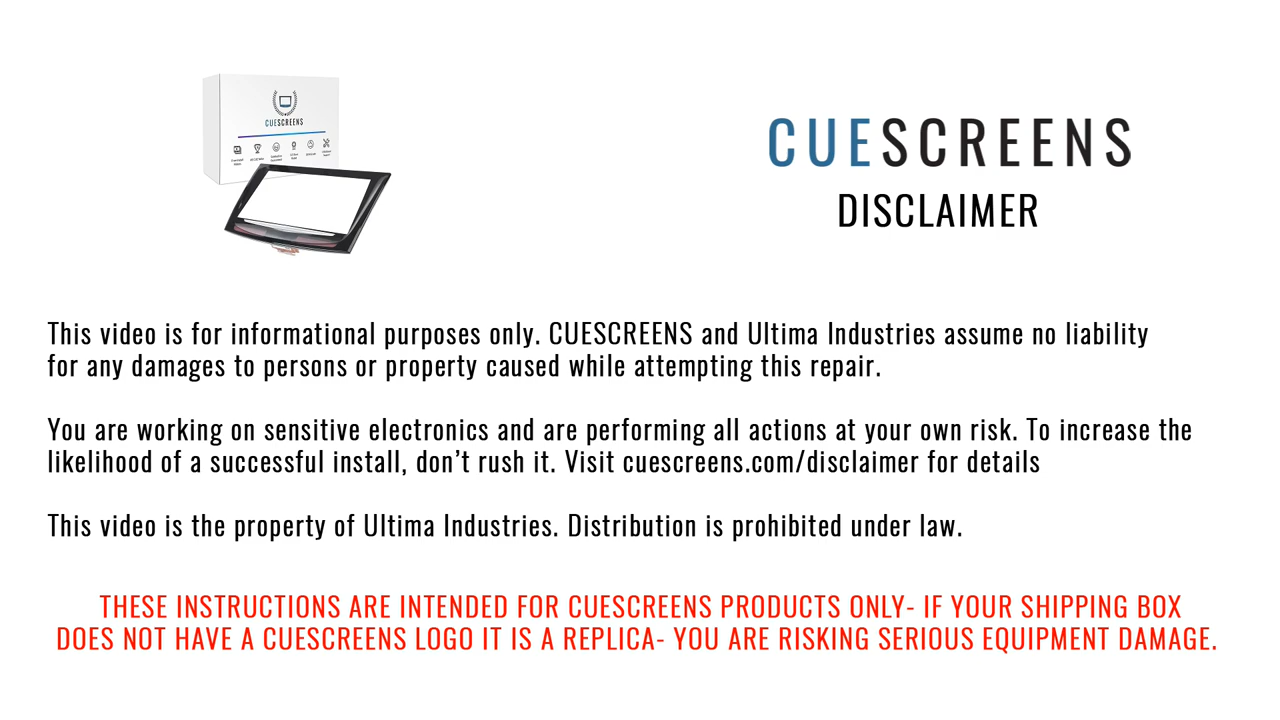 CUESCREENS
CUESCREENS
DISCLAIMER
This video is for informational purposes only. CUESCREENS and Ultima Industries assume no liability
for any damages to persons or property caused while attempting this repair.
You are working on sensitive electronics and are performing all actions at your own risk. To increase the
likelihood of a successful install, don’t rush it. Visit cuescreens.com/disclaimer for details
This video is the property of Ultima Industries. Distribution is prohibited under law.
THESE INSTRUCTIONS ARE INTENDED FOR CUESCREENS PRODUCTS ONLY- IF YOUR SHIPPING BOX
DOES NOT HAVE A CUESCREENS LOGO IT IS A REPLICA- YOU ARE RISKING SERIOUS EQUIPMENT DAMAGE.